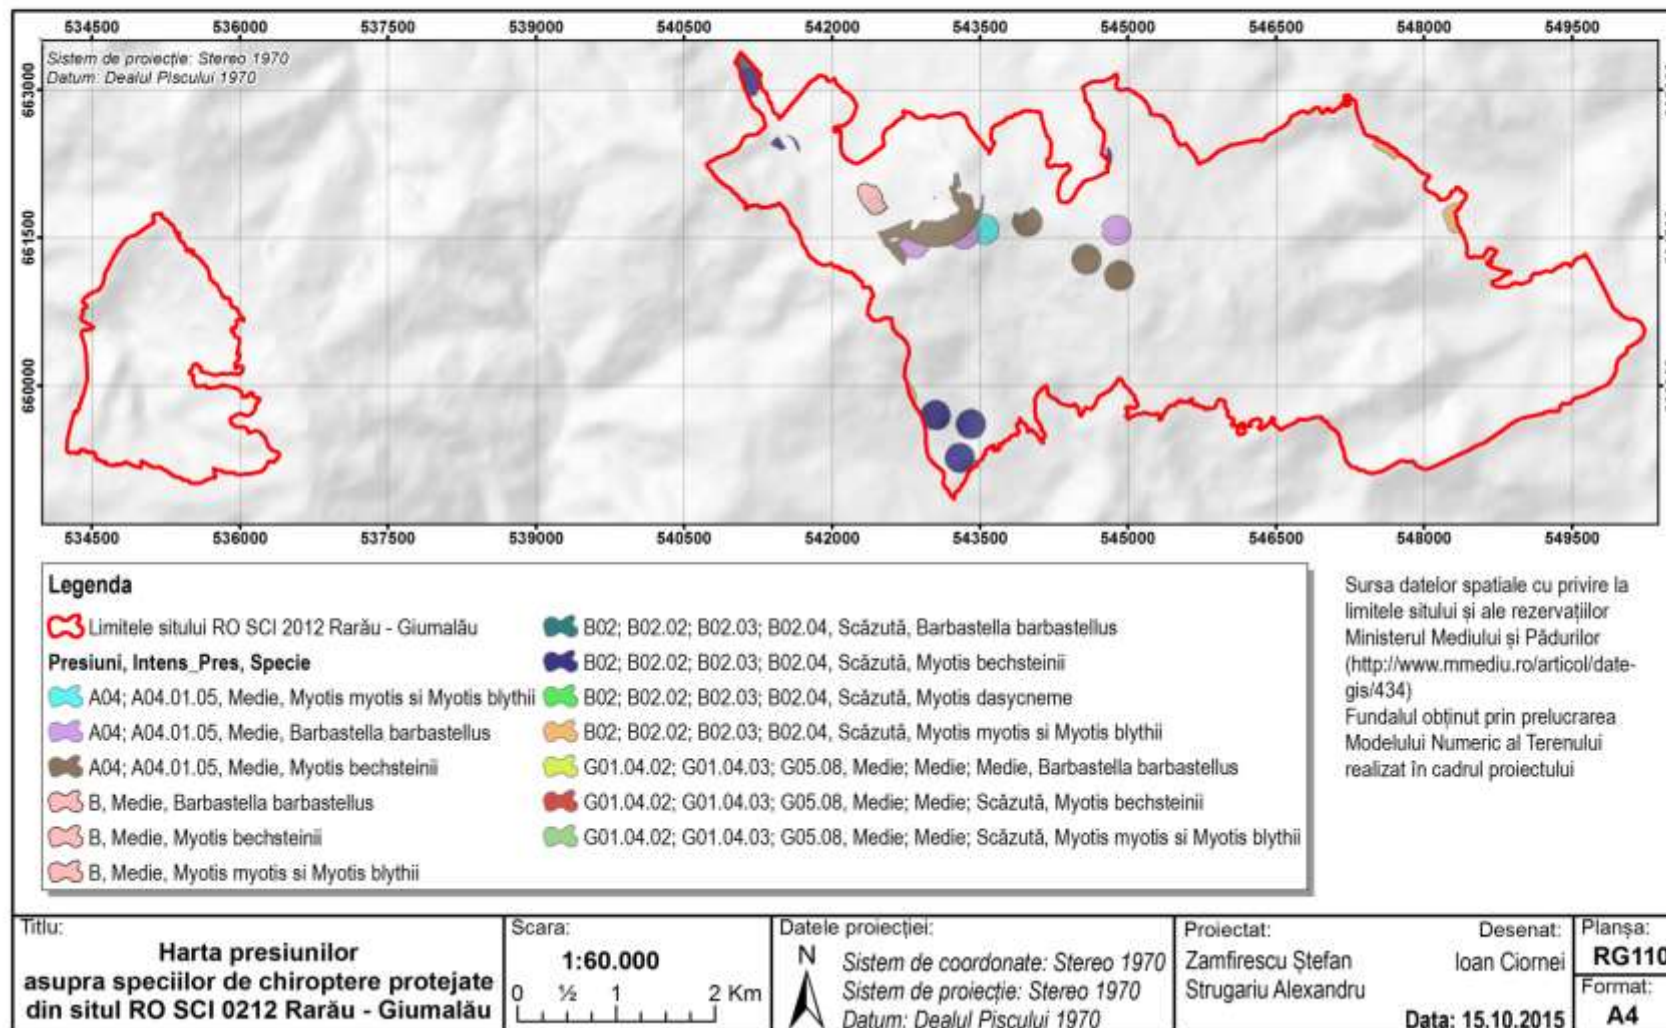 534500 536000 537500 539000 540500 542000 543500 545000 546500 548000 549500
Sistem de proiecție: Stereo 1970
Datum: Dealul Piscului 1970
663000
661500
660000
534500 536000 537500 539000 540500 542000 543500 545000 546500 548000 549500
Legenda
Limitele sitului RO SCI 2012 Rarău - Giumalău
Presiuni, Intens_Pres, Specie
A04; A04.01.05, Medie, Myotis myotis si Myotis blythii
A04; A04.01.05, Medie, Barbastella barbastellus
A04; A04.01.05, Medie, Myotis bechsteinii
B, Medie, Barbastella barbastellus
B, Medie, Myotis bechsteinii
B, Medie, Myotis myotis si Myotis blythii
B02; B02.02; B02.03; B02.04, Scăzută, Barbastella barbastellus
B02; B02.02; B02.03; B02.04, Scăzută, Myotis bechsteinii
B02; B02.02; B02.03; B02.04, Scăzută, Myotis dasycneme
B02; B02.02; B02.03; B02.04, Scăzută, Myotis myotis si Myotis blythii
G01.04.02; G01.04.03; G05.08, Medie; Medie; Medie, Barbastella barbastellus
G01.04.02; G01.04.03; G05.08, Medie; Medie; Scăzută, Myotis bechsteinii
G01.04.02; G01.04.03; G05.08, Medie; Medie; Scăzută, Myotis myotis si Myotis blythii
Sursa datelor spatiale cu privire la
limitele sitului și ale rezervațiilor
Ministerul Mediului și Pădurilor
(http://www.mmediu.ro/articol/date-
gis/434)
Fundalul obținut prin prelucrarea
Modelului Numeric al Terenului
realizat în cadrul proiectului
Titlu:
Harta presiunilor
asupra speciilor de chiroptere protejate
din situl RO SCI 0212 Rarău - Giumalău
Scara:
1:60.000
0 ½ 1 2 Km
Datele proiecției:
N
Sistem de coordonate: Stereo 1970
Sistem de proiecție: Stereo 1970
Datum: Dealul Piscului 1970
Proiectat:
Zamfirescu Ștefan
Strugariu Alexandru
Desenat:
Ioan Ciornei
Data: 15.10.2015
Planșa:
RG110
Format:
A4